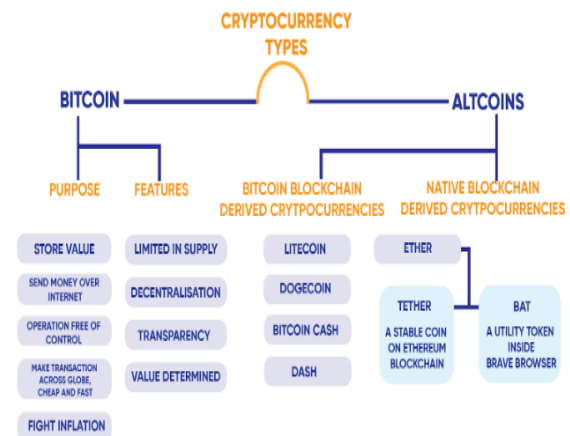 CRYPTOCURRENCY
TYPES
BITCOIN
ALTCOINS
PURPOSE
FEATURES
BITCOIN BLOCKCHAIN
DERIVED CRYTPOCURRENCIES
NATIVE BLOCKCHAIN
DERIVED CRYTPOCURRENCIES
STORE VALUE
SEND MONEY OVER
INTERNET
OPERATION FREE OF
CONTROL
MAKE TRANSACTION
ACROSS GLOBE,
CHEAP AND FAST
FIGHT INFLATION
LIMITED IN SUPPLY
DECENTRALISATION
TRANSPARENCY
VALUE DETERMINED
LITECOIN
DOGECOIN
BITCOIN CASH
DASH
ETHER
TETHER
A STABLE COIN
ON ETHEREUM
BLOCKCHAIN
BAT
A UTILITY TOKEN
INSIDE
BRAVE BROWSER